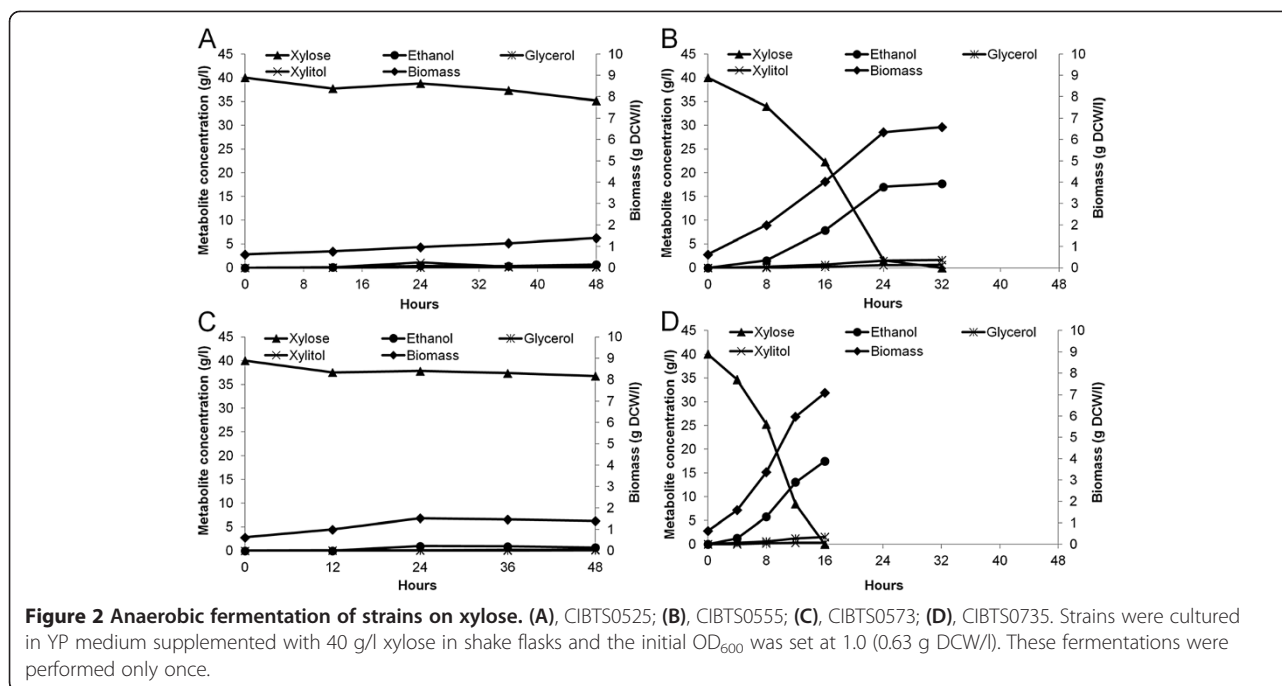 A
Xylose Ethanol Glycerol
Xylitol Biomass
Metabolite concentration (g/l)
45
40
35
30
25
20
15
10
5
0
10
9
8
7
6
5
4
3
2
1
0
Biomass (g DCW/l)
0 8 16 24 32 40 48
Hours
B
Xylose Ethanol Glycerol
Xylitol Biomass
Metabolite concentration (g/l)
45
40
35
30
25
20
15
10
5
0
10
9
8
7
6
5
4
3
2
1
0
Biomass (g DCW/l)
0 8 16 24 32 40 48
Hours
C
Xylose Ethanol Glycerol
Xylitol Biomass
Metabolite concentration (g/l)
45
40
35
30
25
20
15
10
5
0
10
9
8
7
6
5
4
3
2
1
0
Biomass (g DCW/l)
0 12 24 36 48
Hours
D
Xylose Ethanol Glycerol
Xylitol Biomass
Metabolite concentration (g/l)
45
40
35
30
25
20
15
10
5
0
10
9
8
7
6
5
4
3
2
1
0
Biomass (g DCW/l)
0 8 16 24 32 40 48
Hours
Figure 2 Anaerobic fermentation of strains on xylose. (A), CIBTS0525; (B), CIBTS0555; (C), CIBTS0573; (D), CIBTS0735. Strains were cultured
in YP medium supplemented with 40 g/l xylose in shake flasks and the initial OD600 was set at 1.0 (0.63 g DCW/l). These fermentations were
performed only once.